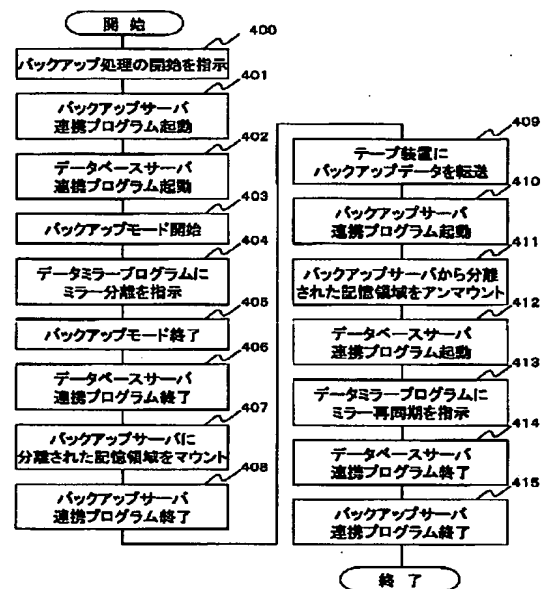 開 始
400
バックアップ処理の開始を指示
401
バックアップサーバ
連携プログラム起動
402
データベースサーバ
連携プログラム起動
403
バックアップモード開始
404
データミラープログラムに
ミラー分離を指示
405
バックアップモード終了
406
データベースサーバ
連携プログラム終了
407
バックアップサーバに
分離された記憶領域をマウント
408
バックアップサーバ
連携プログラム終了
409
テープ装置に
バックアップデータを転送
410
バックアップサーバ
連携プログラム起動
411
バックアップサーバから分離
された記憶領域をアンマウント
412
データベースサーバ
連携プログラム起動
413
データミラープログラムに
ミラー再同期を指示
414
データベースサーバ
連携プログラム終了
415
バックアップサーバ
連携プログラム終了
終 了